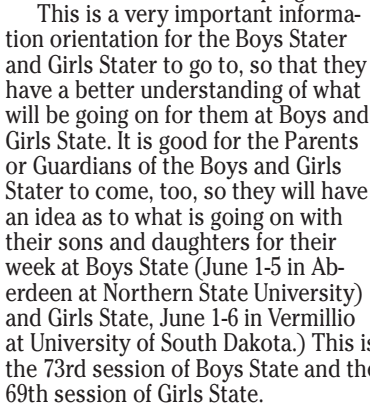 This is a very important informa-
tion orientation for the Boys Stater
and Girls Stater to go to, so that they
have a better understanding of what
will be going on for them at Boys and
Girls State. It is good for the Parents
or Guardians of the Boys and Girls
Stater to come, too, so they will have
an idea as to what is going on with
their sons and daughters for their
week at Boys State (June 1-5 in Ab-
erdeen at Northern State University)
and Girls State, June 1-6 in Vermillio
at University of South Dakota.) This is
the 73rd session of Boys State and the
69th session of Girls State.